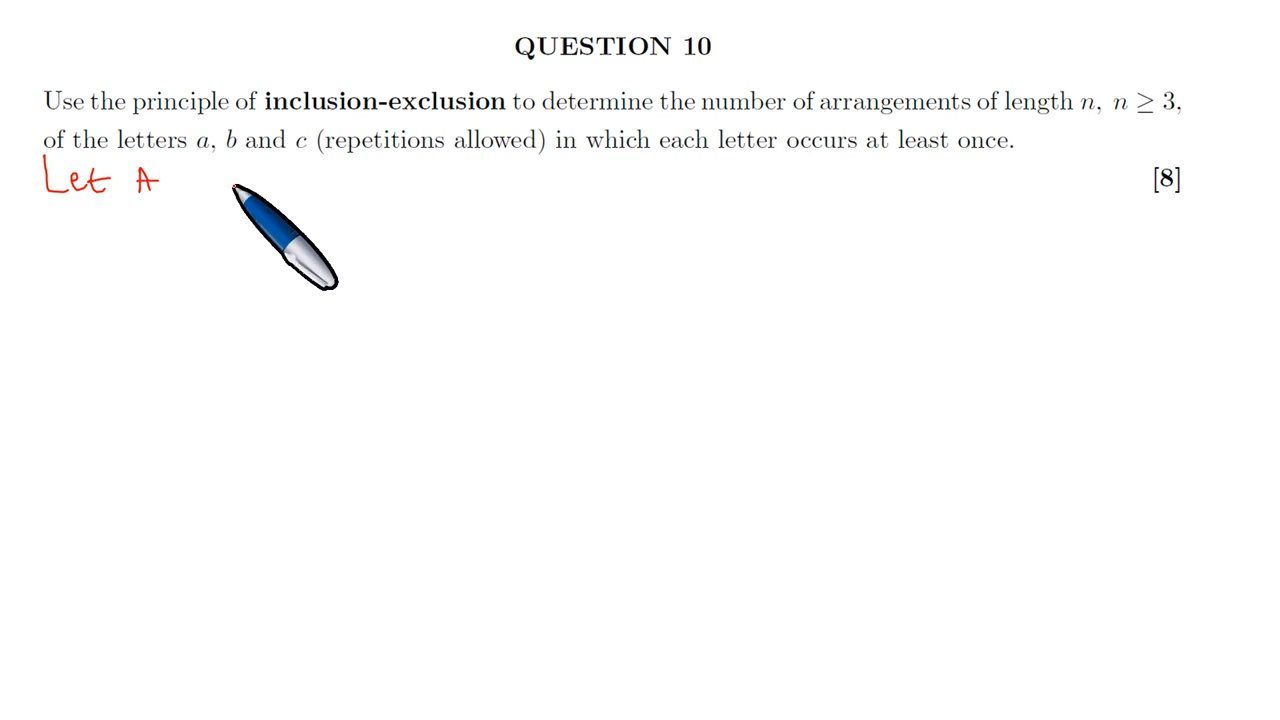 QUESTION 10
Use the principle of inclusion-exclusion to determine the number of arrangements of length n, n ≥ 3,
of the letters a, b and c (repetitions allowed) in which each letter occurs at least once.
Let A
[8]